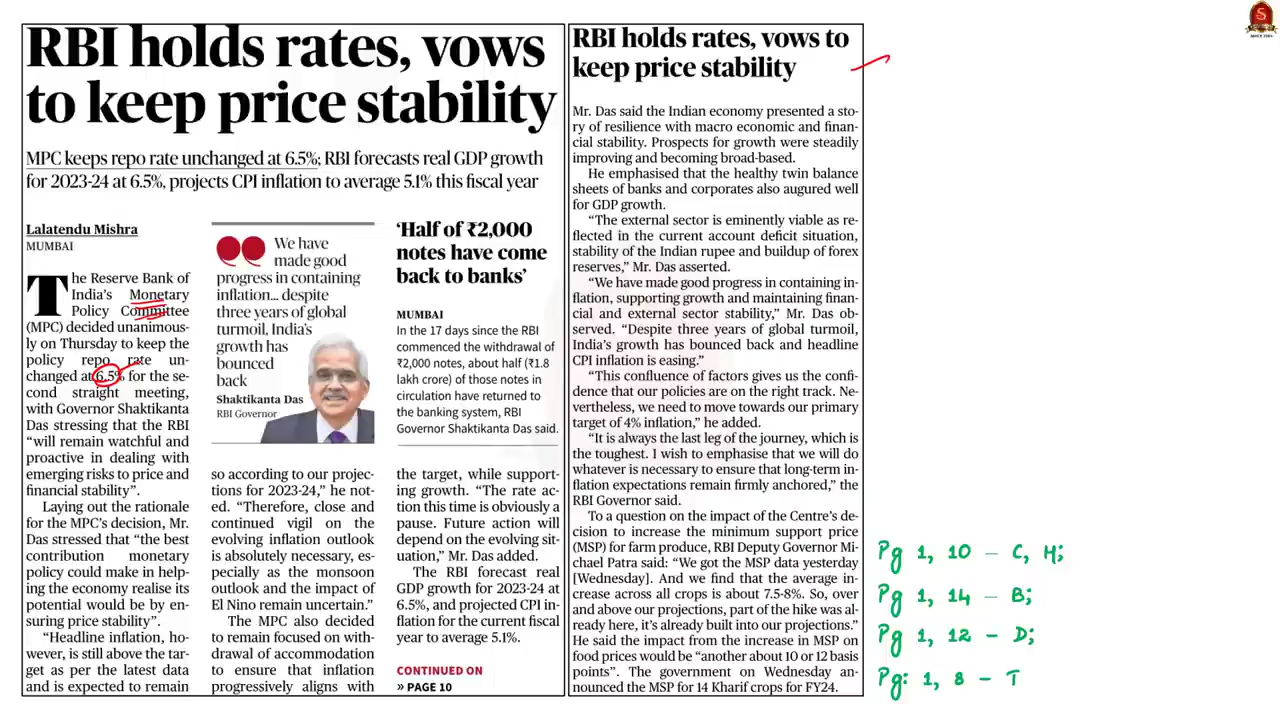 RBI holds rates, vows
to keep price stability
MPC keeps repo rate unchanged at 6.5%; RBI forecasts real GDP growth
for 2023-24 at 6.5%, projects CPI inflation to average 5.1% this fiscal year
Lalatendu Mishra
MUMBAI
The Reserve Bank of
India’s Monetary
Policy Committee
(MPC) decided unanimous-
ly on Thursday to keep the
policy repo rate un-
changed at 6.5% for the se-
cond straight meeting,
with Governor Shaktikanta
Das stressing that the RBI
“will remain watchful and
proactive in dealing with
emerging risks to price and
financial stability”.
Laying out the rationale
for the MPC’s decision, Mr.
Das stressed that “the best
contribution monetary
policy could make in help-
ing the economy realise its
potential would be by en-
suring price stability”.
“Headline inflation, ho-
wever, is still above the tar-
get as per the latest data
and is expected to remain
We have
made good
progress in containing
inflation... despite
three years of global
turmoil, India’s
growth has
bounced
back
Shaktikanta Das
RBI Governor
so according to our projec-
tions for 2023-24,” he not-
ed. “Therefore, close and
continued vigil on the
evolving inflation outlook
is absolutely necessary, es-
pecially as the monsoon
outlook and the impact of
El Nino remain uncertain.”
The MPC also decided
to remain focused on with-
drawal of accommodation
to ensure that inflation
progressively aligns with
‘Half of ₹2,000
notes have come
back to banks’
MUMBAI
In the 17 days since the RBI
commenced the withdrawal of
₹2,000 notes, about half (₹1.8
lakh crore) of those notes in
circulation have returned to
the banking system, RBI
Governor Shaktikanta Das said.
the target, while support-
ing growth. “The rate ac-
tion this time is obviously a
pause. Future action will
depend on the evolving sit-
uation,” Mr. Das added.
The RBI forecast real
GDP growth for 2023-24 at
6.5%, and projected CPI in-
flation for the current fiscal
year to average 5.1%.
CONTINUED ON
» PAGE 10
RBI holds rates, vows to
keep price stability
Mr. Das said the Indian economy presented a sto-
ry of resilience with macro economic and finan-
cial stability. Prospects for growth were steadily
improving and becoming broad-based.
He emphasised that the healthy twin balance
sheets of banks and corporates also augured well
for GDP growth.
“The external sector is eminently viable as re-
flected in the current account deficit situation,
stability of the Indian rupee and buildup of forex
reserves,” Mr. Das asserted.
“We have made good progress in containing in-
flation, supporting growth and maintaining finan-
cial and external sector stability,” Mr. Das ob-
served. “Despite three years of global turmoil,
India’s growth has bounced back and headline
CPI inflation is easing.”
“This confluence of factors gives us the confi-
dence that our policies are on the right track. Ne-
vertheless, we need to move towards our primary
target of 4% inflation,” he added.
“It is always the last leg of the journey, which is
the toughest. I wish to emphasise that we will do
whatever is necessary to ensure that long-term in-
flation expectations remain firmly anchored,” the
RBI Governor said.
To a question on the impact of the Centre’s de-
cision to increase the minimum support price
(MSP) for farm produce, RBI Deputy Governor Mi-
chael Patra said: “We got the MSP data yesterday
[Wednesday]. And we find that the average in-
crease across all crops is about 7.5-8%. So, over
and above our projections, part of the hike was al-
ready here, it’s already built into our projections.”
He said the impact from the increase in MSP on
food prices would be “another about 10 or 12 basis
points”. The government on Wednesday an-
nounced the MSP for 14 Kharif crops for FY24.
Pg 1, 10 – C, H;
Pg 1, 14 – B;
Pg 1, 12 – D;
Pg: 1, 8 – T